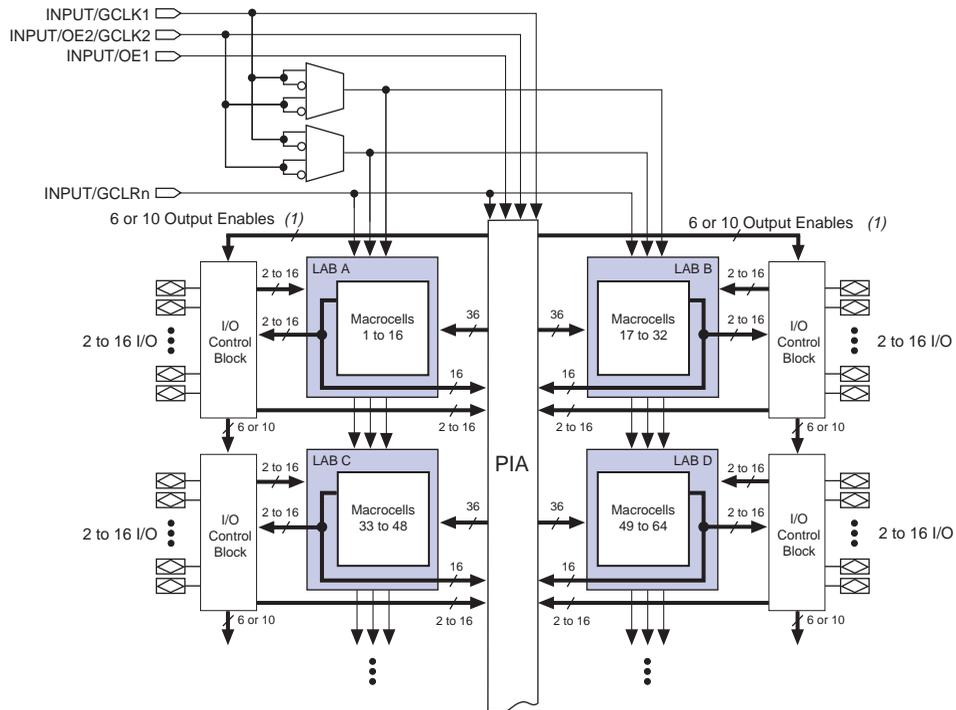 INPUT/GCLK1
INPUT/OE2/GCLK2
INPUT/OE1
INPUT/GCLRn
6 or 10 Output Enables (1)
6 or 10 Output Enables (1)
LAB A
LAB B
2 to 16
2 to 16
2 to 16 I/O
I/O
Control
Block
2 to 16
Macrocells
1 to 16
36
36
Macrocells
17 to 32
2 to 16
I/O
Control
Block
2 to 16 I/O
16
16
2 to 16
2 to 16
6 or 10
6 or 10
PIA
LAB C
LAB D
2 to 16
2 to 16
2 to 16 I/O
I/O
Control
Block
2 to 16
Macrocells
33 to 48
36
36
Macrocells
49 to 64
2 to 16
I/O
Control
Block
2 to 16 I/O
16
16
2 to 16
2 to 16
6 or 10
6 or 10